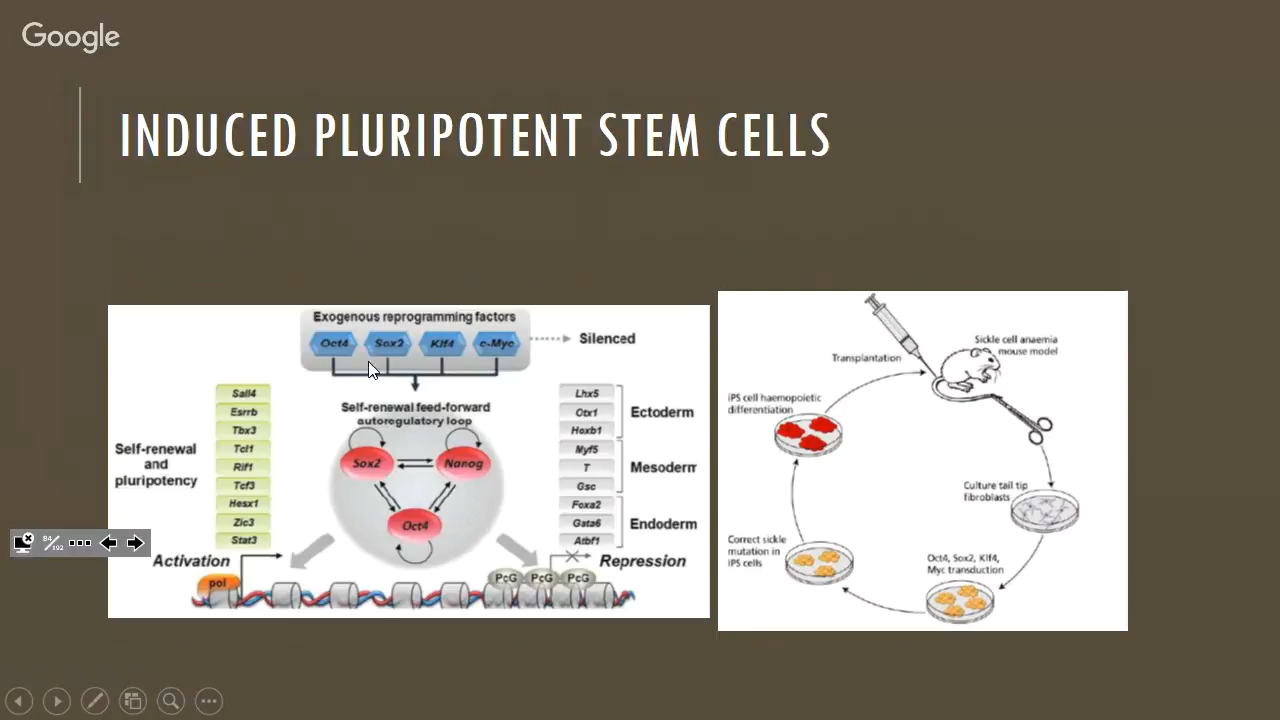 Google
INDUCED PLURIPOTENT STEM CELLS
Exogenous reprogramming factors
Oct4 Sox2 Klf4 c-Myc
Silenced
Self-renewal feed-forward
autoregulatory loop
Sox2 Nanog
Oct4
Self-renewal
and
pluripotency
Sall4
Esrrb
Tbx3
Tcl1
Rif1
Tcf3
Hesx1
Zic3
Stat3
Activation
pol
Lhx5
Otx1
Hoxb1
Myf5
T
Gsc
Foxa2
Gata6
Atbf1
Ectoderm
Mesoderm
Endoderm
Repression
PcG PcG PcG
84/192
Transplantation
Sickle cell anaemia
mouse model
iPS cell haemopoietic
differentiation
Culture tail tip
fibroblasts
Correct sickle
mutation in
iPS cells
Oct4, Sox2, Klf4,
Myc transduction